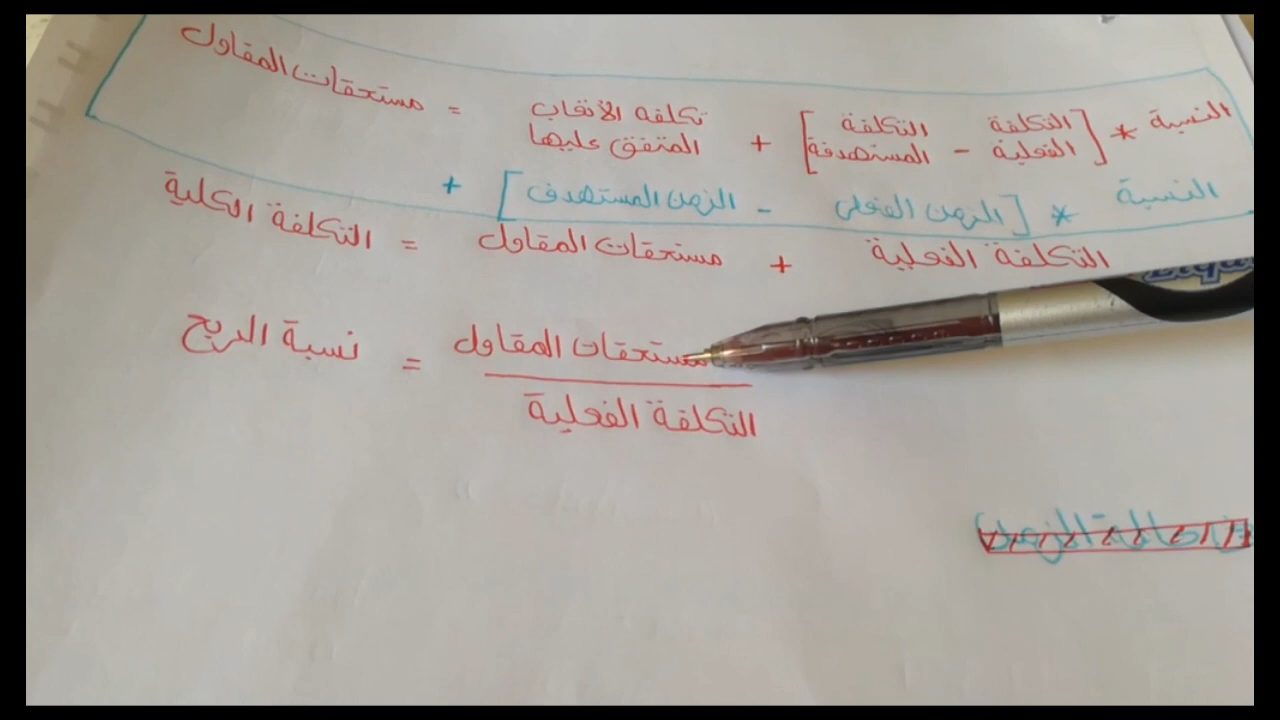 مستحقات المقاول = تكلفه الأتعاب المتفق عليها + [التكلفة المستهدفة - التكلفة الفعلية] * النسبة
+ [الزمن المستهدف - الزمن الفعلى] * النسبة
التكلفة الكلية = مستحقات المقاول + التكلفة الفعلية
نسبة الربح = مستحقات المقاول
التكلفة الفعلية